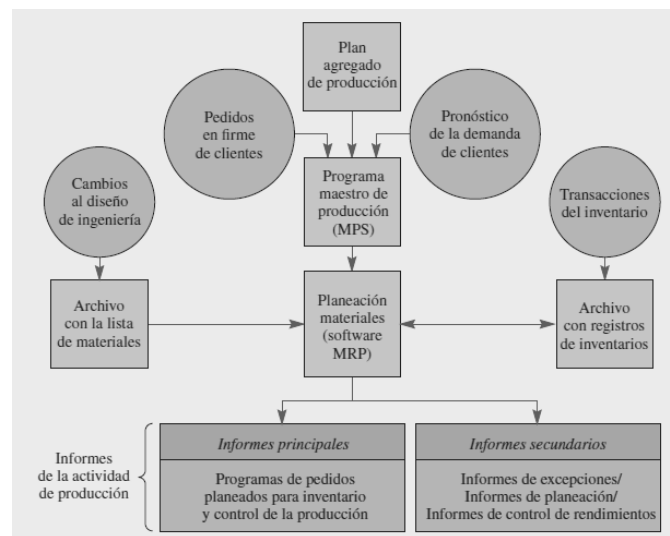 Plan
agregado
de producción
Pedidos
en firme
de clientes
Pronóstico
de la demanda
de clientes
Cambios
al diseño
de ingeniería
Programa
maestro de
producción
(MPS)
Transacciones
del inventario
Archivo
con la lista
de materiales
Planeación
materiales
(software
MRP)
Archivo
con registros
de inventarios
Informes
de la actividad
de producción
Informes principales
Programas de pedidos
planeados para inventario
y control de la producción
Informes secundarios
Informes de excepciones/
Informes de planeación/
Informes de control de rendimientos